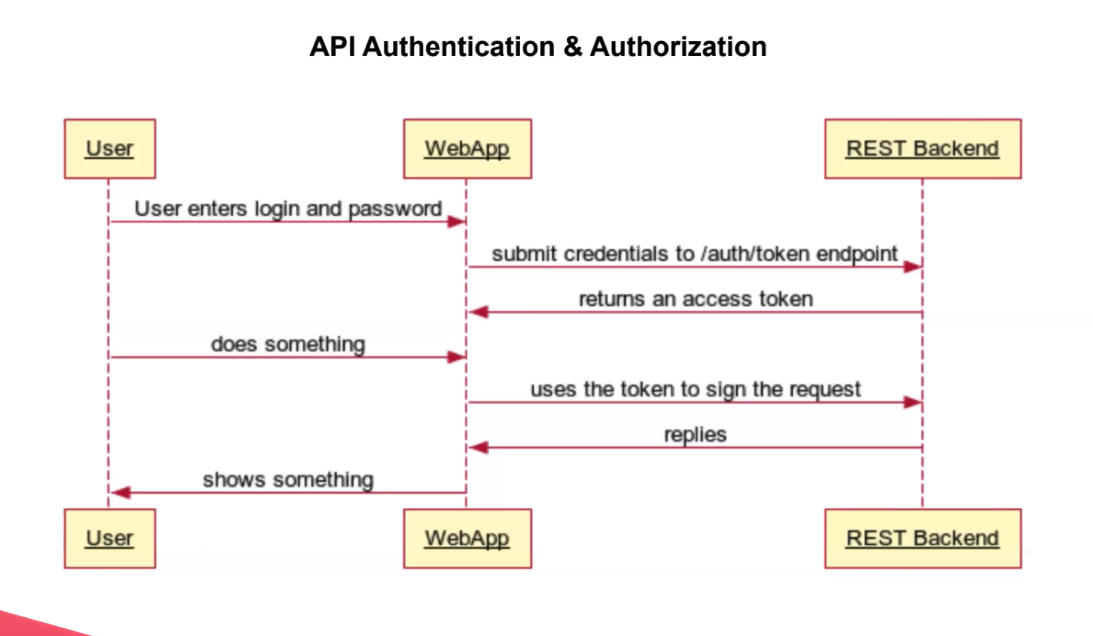 API Authentication & Authorization
User
WebApp
REST Backend
User enters login and password
submit credentials to /auth/token endpoint
returns an access token
does something
uses the token to sign the request
replies
shows something
User
WebApp
REST Backend